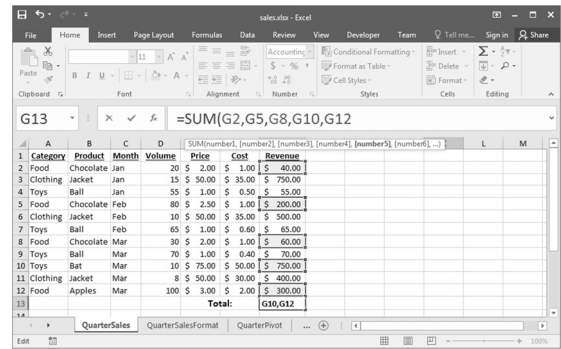 sales.xlsx - Excel
File Home Insert Page Layout Formulas Data Review View Developer Team Tell me... Sign in Share
Paste
11 A A
B I U A
Accounting
$ % ,
Conditional Formatting
Format as Table
Cell Styles
Insert
Delete
Format
Clipboard Font Alignment Number Styles Cells Editing
G13 =SUM(G2,G5,G8,G10,G12
SUM(number1, [number2], [number3], [number4], [number5], [number6], ...)
A B C D L M
1 Category Product Month Volume Price Cost Revenue
2 Food Chocolate Jan 20 $ 2.00 $ 1.00 $ 40.00
3 Clothing Jacket Jan 15 $ 50.00 $ 35.00 $ 750.00
4 Toys Ball Jan 55 $ 1.00 $ 0.50 $ 55.00
5 Food Chocolate Feb 80 $ 2.50 $ 1.00 $ 200.00
6 Clothing Jacket Feb 10 $ 50.00 $ 35.00 $ 500.00
7 Toys Ball Feb 65 $ 1.00 $ 0.60 $ 65.00
8 Food Chocolate Mar 30 $ 2.00 $ 1.00 $ 60.00
9 Toys Ball Mar 70 $ 1.00 $ 0.40 $ 70.00
10 Toys Bat Mar 10 $ 75.00 $ 50.00 $ 750.00
11 Clothing Jacket Mar 8 $ 50.00 $ 30.00 $ 400.00
12 Food Apples Mar 100 $ 3.00 $ 2.00 $ 300.00
13 Total: G10,G12
14
QuarterSales QuarterSalesFormat QuarterPivot ...
Edit 100%